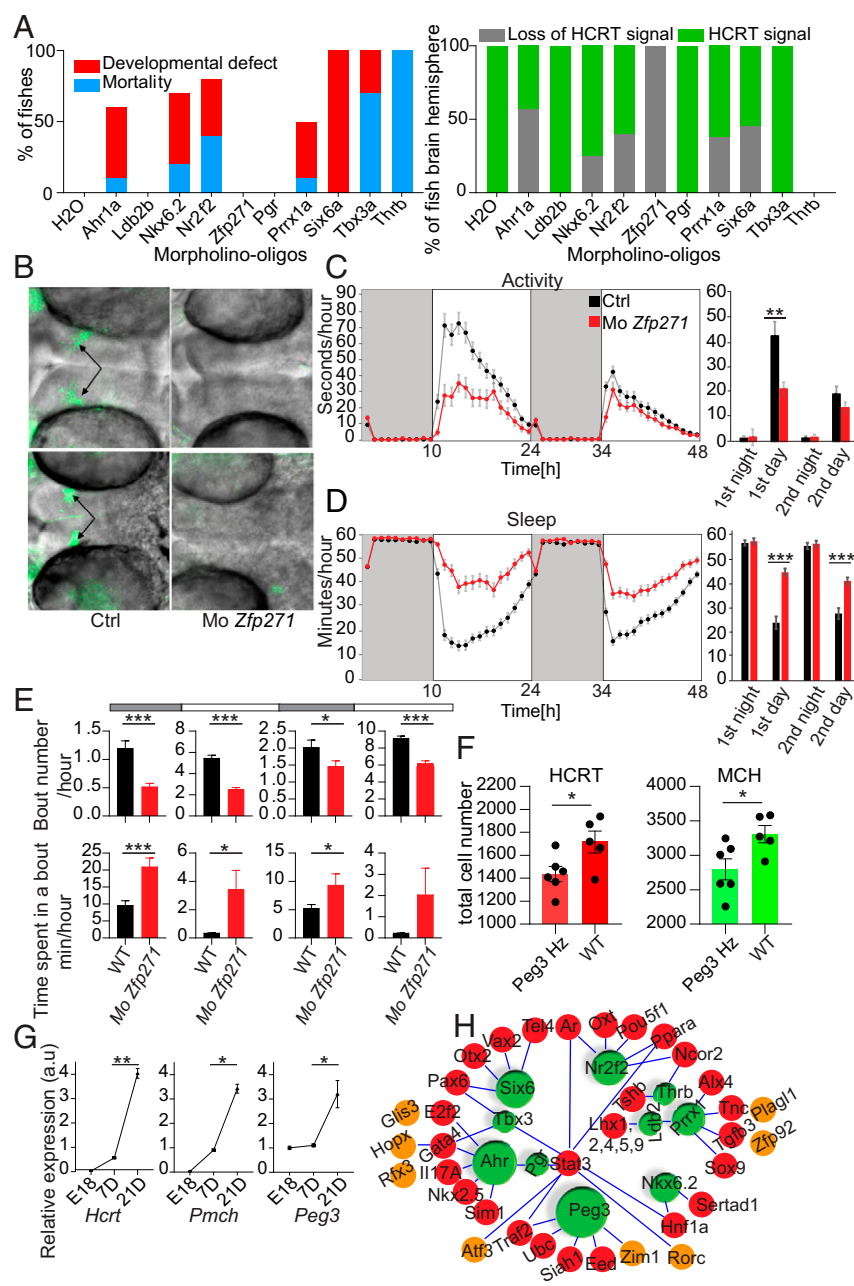 A
% of fishes
100
50
0
Developmental defect
Mortality
H2O
Ahr1a
Ldb2b
Nkx6.2
Nr2f2
Zfp271
Pgr
Prrx1a
Six6a
Tbx3a
Thrb
Morpholino-oligos
Loss of HCRT signal
HCRT signal
% of fish brain hemisphere
100
50
0
H2O
Ahr1a
Ldb2b
Nkx6.2
Nr2f2
Zfp271
Pgr
Prrx1a
Six6a
Tbx3a
Thrb
Morpholino-oligos
B
Ctrl
Mo Zfp271
C
Activity
Ctrl
Mo Zfp271
Seconds/hour
90
80
70
60
50
40
30
20
10
0
10
24
34
48
Time[h]
60
50
40
30
20
10
0
**
1st night
1st day
2nd night
2nd day
D
Sleep
Minutes/hour
60
50
40
30
20
10
0
10
24
34
48
Time[h]
60
50
40
30
20
10
0
***
***
1st night
1st day
2nd night
2nd day
E
Bout number
/hour
1.5
1.0
0.5
0.0
***
8
6
4
2
0
***
2.5
2.0
1.5
1.0
0.5
0.0
*
10
8
6
4
2
0
***
Time spent in a bout
min/hour
25
20
15
10
5
0
***
6
4
2
0
*
15
10
5
0
*
4
3
2
1
0
WT
Mo Zfp271
WT
Mo Zfp271
WT
Mo Zfp271
WT
Mo Zfp271
F
HCRT
total cell number
2200
2000
1800
1600
1400
1200
1000
*
Peg3 Hz
WT
MCH
4000
3500
3000
2500
2000
*
Peg3 Hz
WT
G
Relative expression (a.u)
4
3
2
1
0
**
E18
7D
21D
Hcrt
4
3
2
1
0
*
E18
7D
21D
Pmch
4
3
2
1
0
*
E18
7D
21D
Peg3
H
Tel4
Ar
Oxt
Pou5f1
Ppara
Vax2
Otx2
Nr2f2
Ncor2
Pax6
Six6
Tshb
Thrb
Alx4
Glis3
E2f2
Tbx3
Lhx1,
2,4,5,9
Ldb2
Prrx1
Tnc
Plagl1
Hopx
Gata4
Tgfb3
Zfp92
Rfx3
Il17A
Ahr
Pgr
Stat3
Sox9
Nkx2.5
Nkx6.2
Sim1
Peg3
Sertad1
Hnf1a
Atf3
Traf2
Ubc
Siah1
Eed
Zim1
Rorc